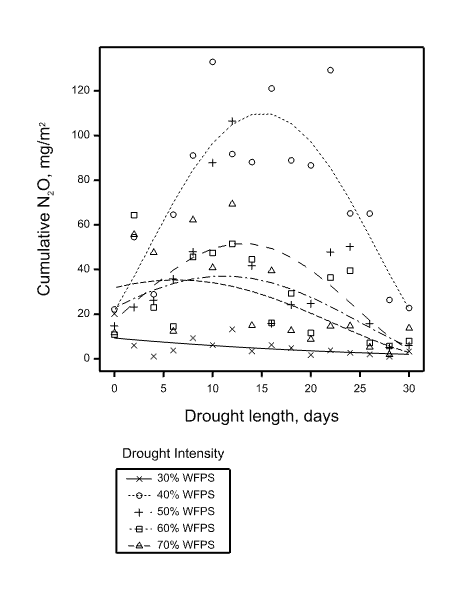 Cumulative N₂O, mg/m²
120
100
80
60
40
20
0
0 5 10 15 20 25 30
Drought length, days
Drought Intensity
30% WFPS
40% WFPS
50% WFPS
60% WFPS
70% WFPS